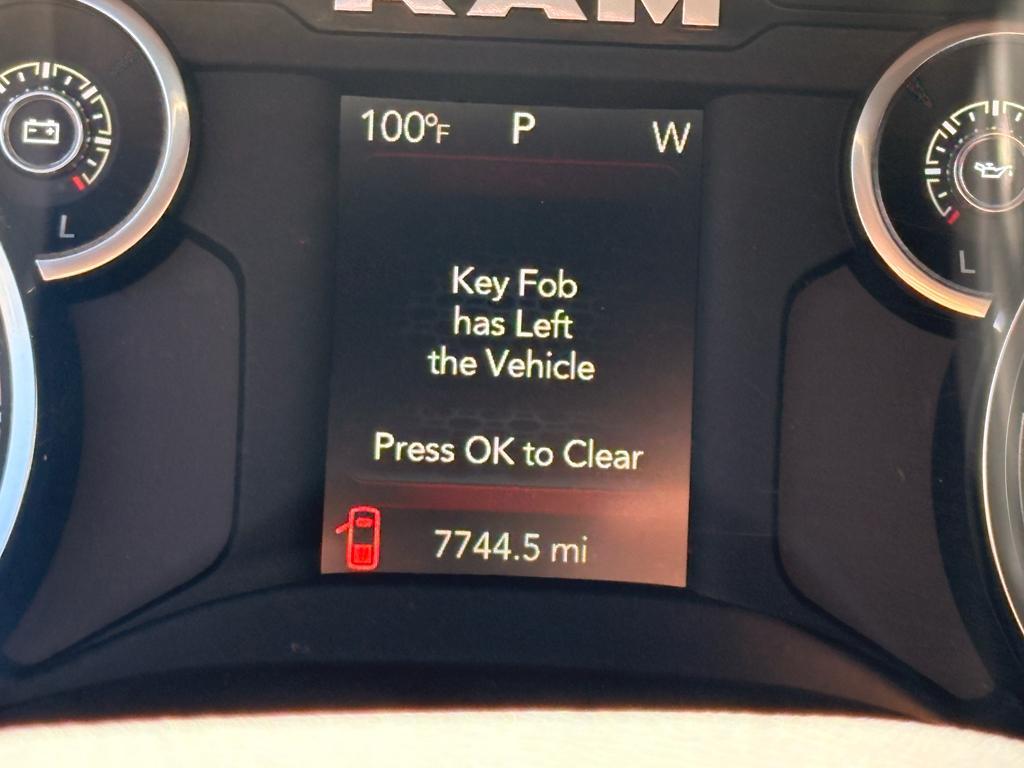 RAM
100°F P W
L
L
Key Fob
has Left
the Vehicle
Press OK to Clear
7744.5 mi